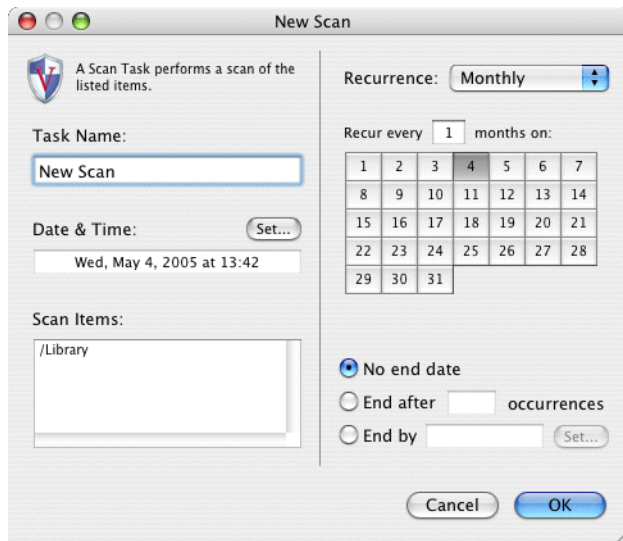 New Scan
A Scan Task performs a scan of the
listed items.
Task Name:
New Scan
Date & Time:
Set...
Wed, May 4, 2005 at 13:42
Scan Items:
/Library
Recurrence: Monthly
Recur every 1 months on:
1 2 3 4 5 6 7
8 9 10 11 12 13 14
15 16 17 18 19 20 21
22 23 24 25 26 27 28
29 30 31
No end date
End after occurrences
End by Set...
Cancel OK